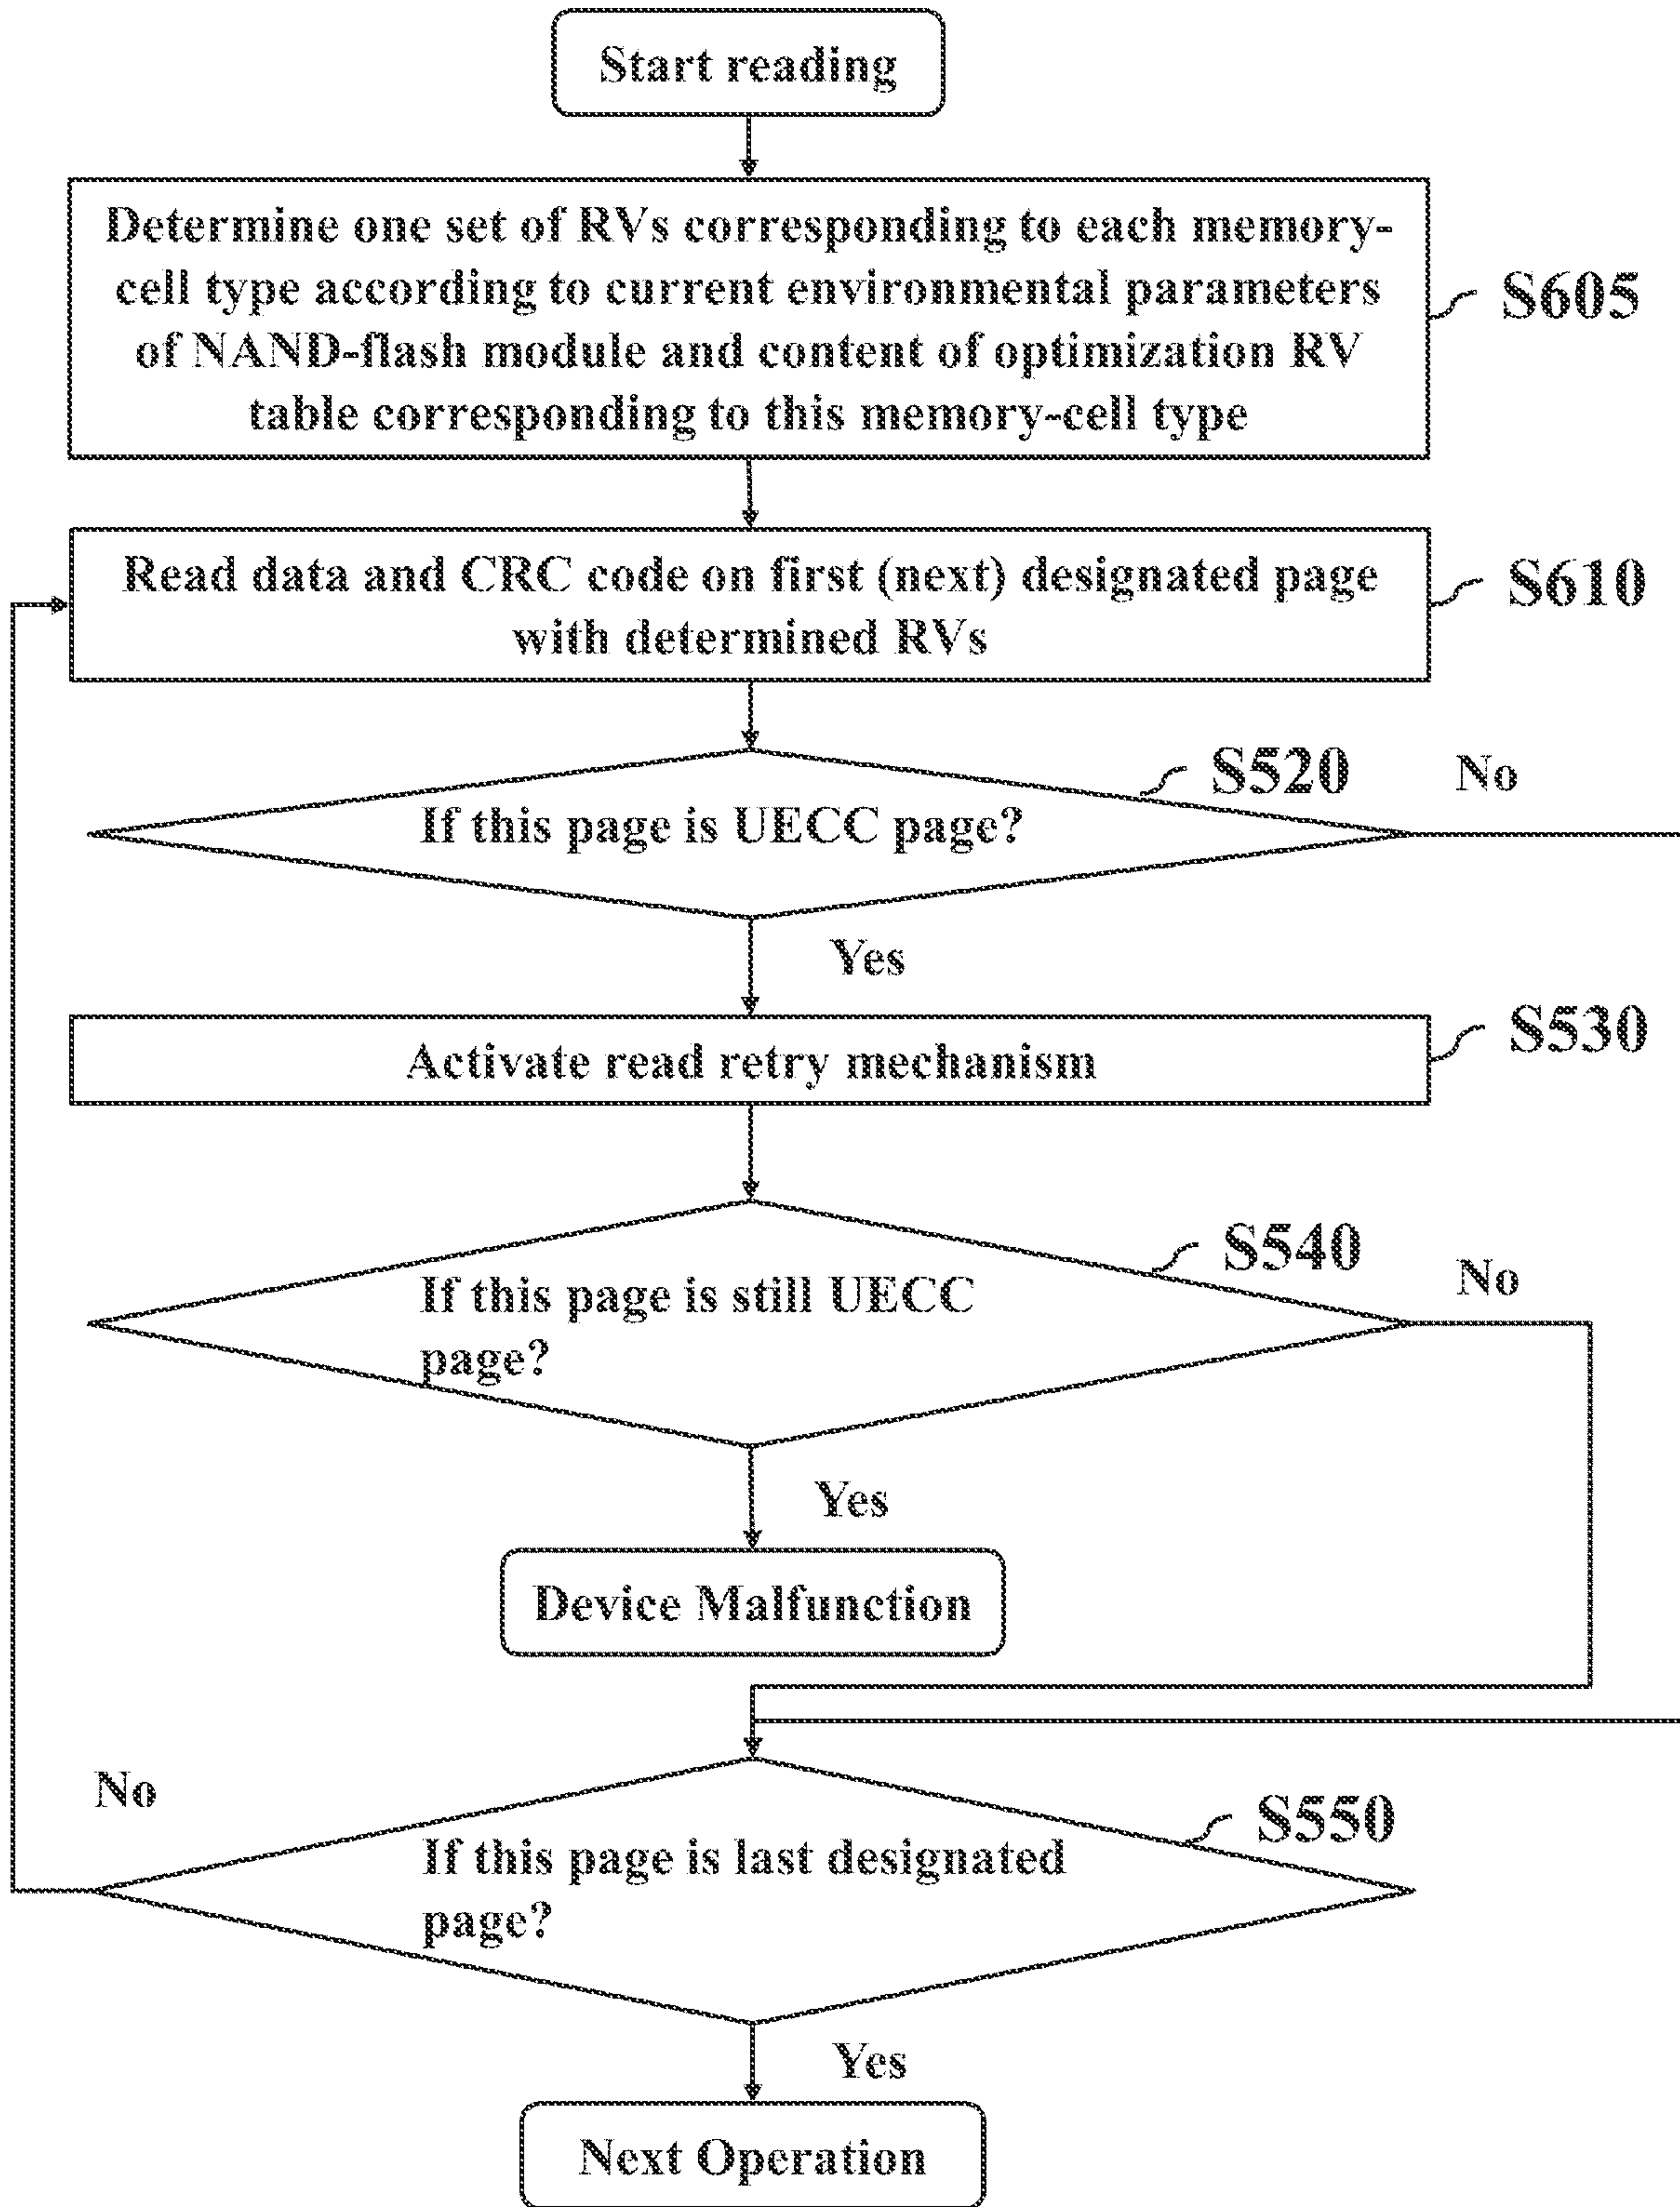 Start reading
Determine one set of RVs corresponding to each memory-
cell type according to current environmental parameters
of NAND-flash module and content of optimization RV
table corresponding to this memory-cell type
S605
Read data and CRC code on first (next) designated page
with determined RVs
S610
If this page is UECC page?
S520
No
Yes
Activate read retry mechanism
S530
If this page is still UECC
page?
S540
No
Yes
Device Malfunction
If this page is last designated
page?
S550
No
Yes
Next Operation